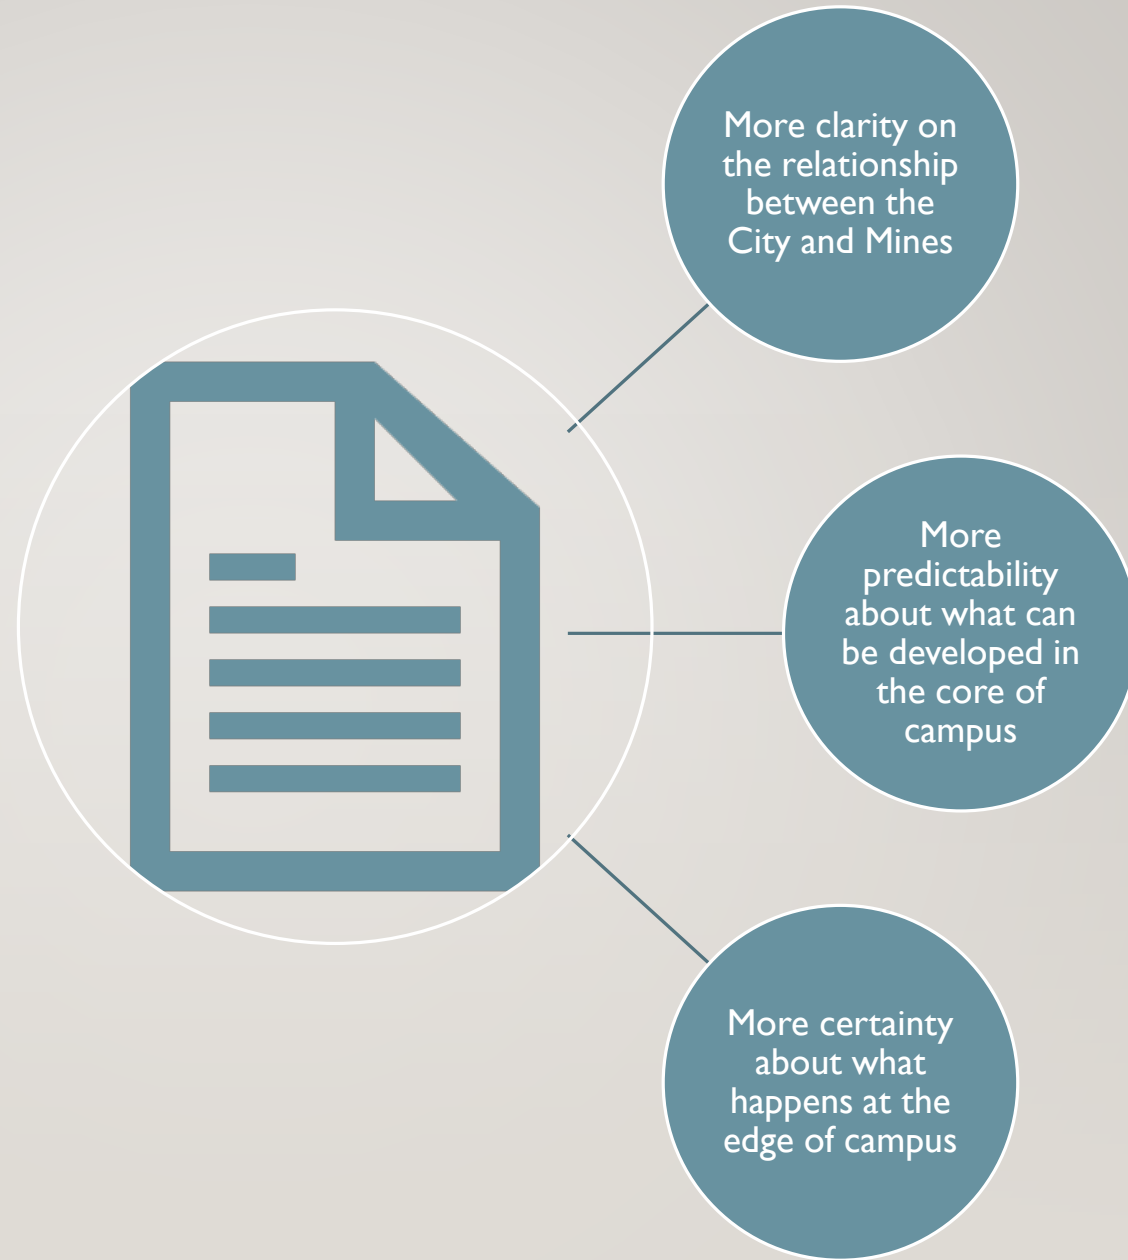 More clarity on
the relationship
between the
City and Mines
More
predictability
about what can
be developed in
the core of
campus
More certainty
about what
happens at the
edge of campus